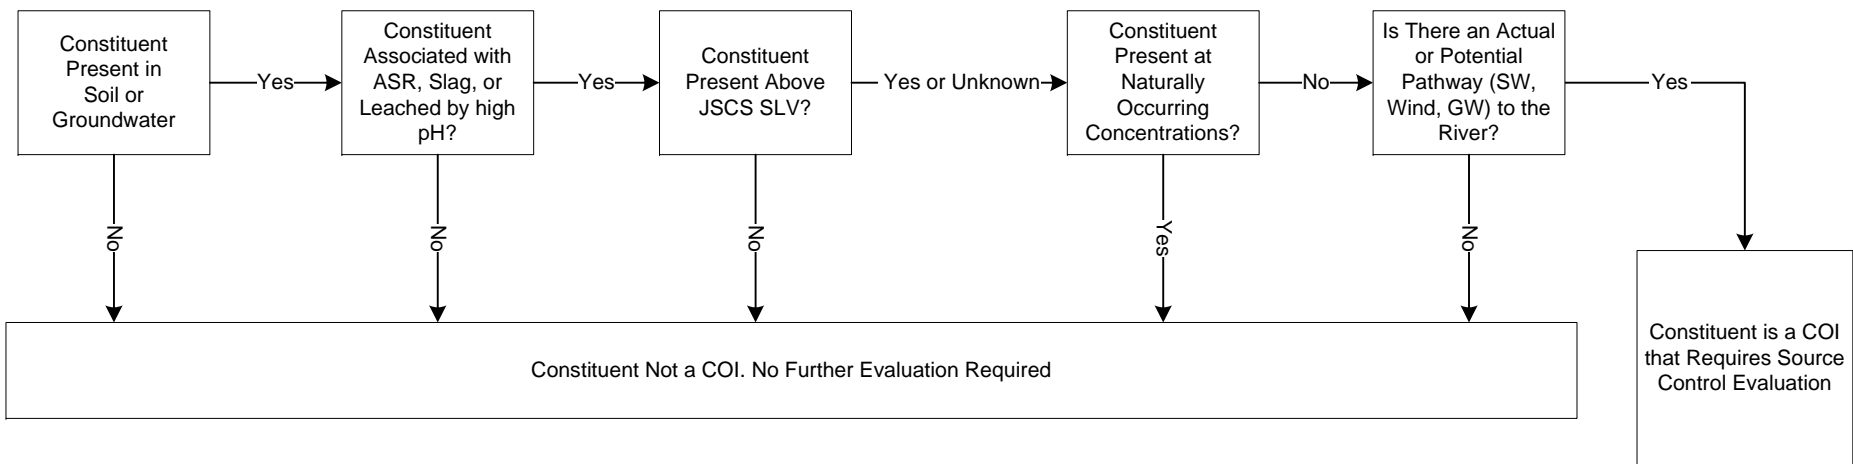 Constituent
Present in
Soil or
Groundwater
Yes
Constituent
Associated with
ASR, Slag, or
Leached by high
pH?
Yes
Constituent
Present Above
JSCS SLV?
Yes or Unknown
Constituent
Present at
Naturally
Occurring
Concentrations?
No
Is There an Actual
or Potential
Pathway (SW,
Wind, GW) to the
River?
Yes
No
No
No
Yes
No
Constituent Not a COI. No Further Evaluation Required
Constituent is a COI
that Requires Source
Control Evaluation